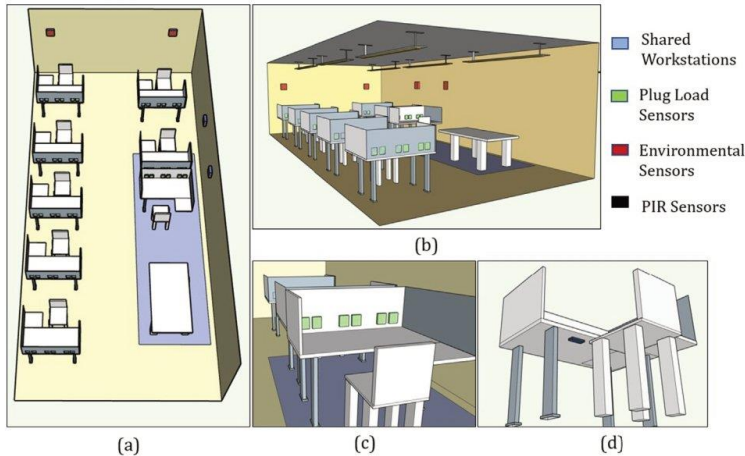 Shared
Workstations
Plug Load
Sensors
Environmental
Sensors
PIR Sensors
(a)
(b)
(c)
(d)